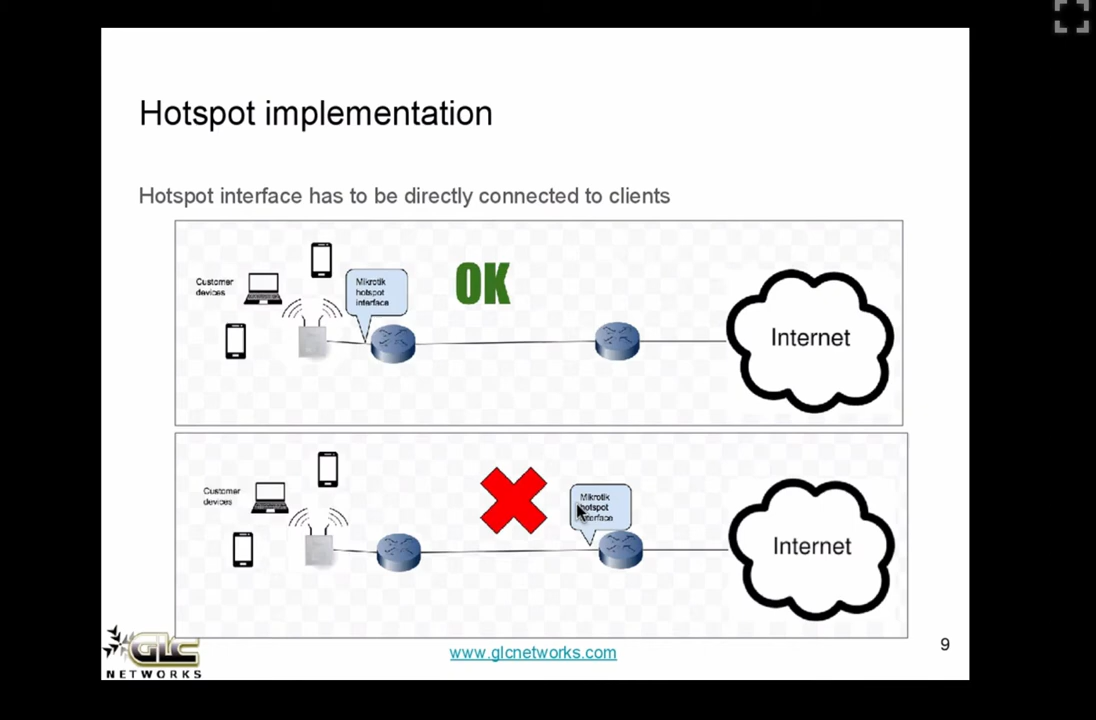 Hotspot implementation
Hotspot interface has to be directly connected to clients
Customer
devices
Mikrotik
hotspot
interface
OK
Internet
Customer
devices
Mikrotik
hotspot
interface
Internet
GLC
NETWORKS
www.glcnetworks.com
9